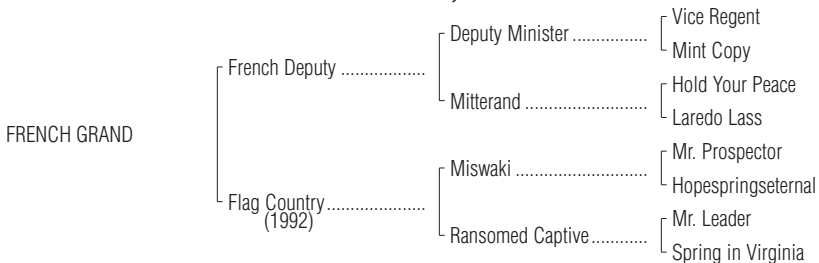 Vice Regent
Deputy Minister ................
Mint Copy
French Deputy ..................
Hold Your Peace
Mitterand ..........................
Laredo Lass
FRENCH GRAND
Mr. Prospector
Miswaki ............................
Hopespringseternal
Flag Country.....................
(1992)
Mr. Leader
Ransomed Captive............
Spring in Virginia